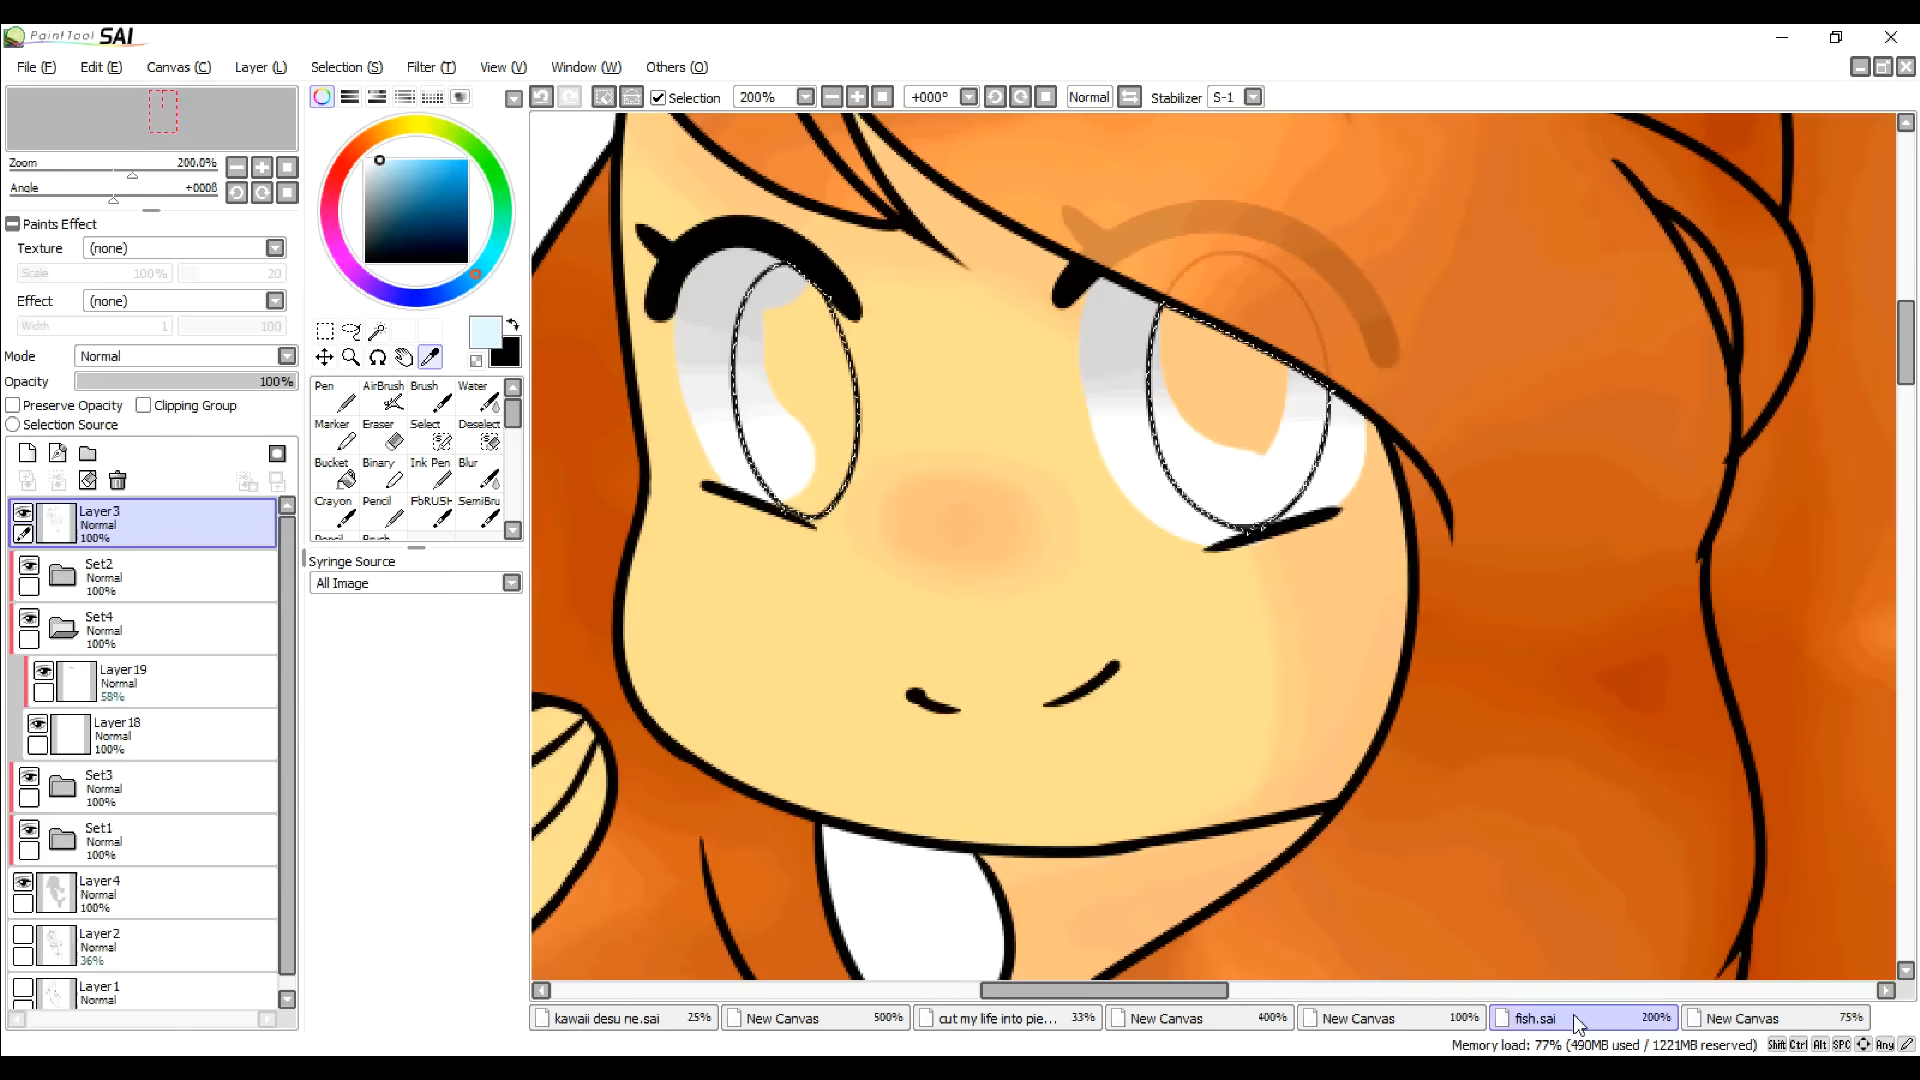 PaintTool SAI
File (F) Edit (E) Canvas (C) Layer (L) Selection (S) Filter (T) View (V) Window (W) Others (O)
Selection 200% +000° Normal Stabilizer S-1
Zoom 200.0%
Angle +000ß
Paints Effect
Texture (none)
Scale 100% 20
Effect (none)
Width 1 100
Mode Normal
Opacity 100%
Preserve Opacity Clipping Group
Selection Source
Layer3
Normal
100%
Set2
Normal
100%
Set4
Normal
100%
Layer19
Normal
58%
Layer18
Normal
100%
Set3
Normal
100%
Set1
Normal
100%
Layer4
Normal
100%
Layer2
Normal
36%
Layer1
Normal
Pen AirBrush Brush Water
Marker Eraser Select Deselect
Bucket Binary Ink Pen Blur
Crayon Pencil FbRUSH SemiBru
Pencil Brush
Syringe Source
All Image
kawaii desu ne.sai 25% New Canvas 500% cut my life into pie... 33% New Canvas 400% New Canvas 100% fish.sai 200% New Canvas 75%
Memory load: 77% (490MB used / 1221MB reserved) Shift Ctrl Alt SPC Any